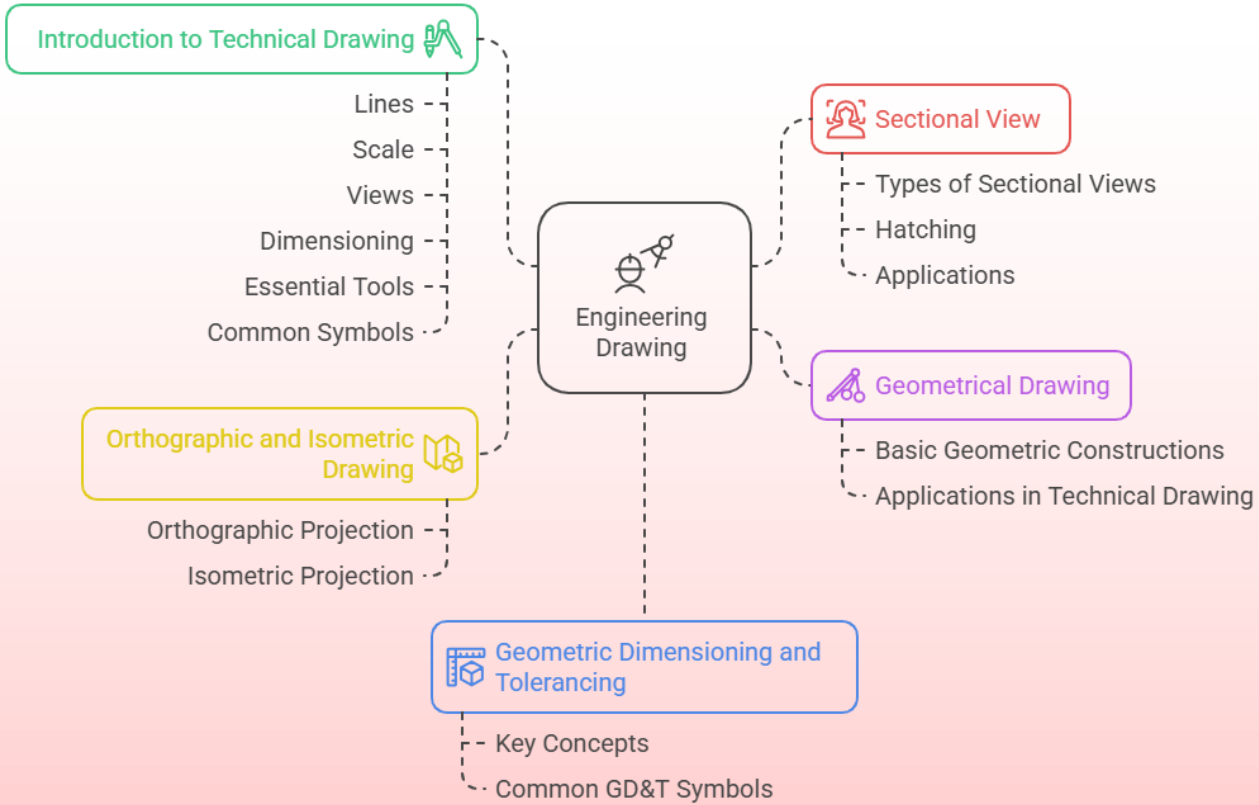 Introduction to Technical Drawing
Lines
Scale
Views
Dimensioning
Essential Tools
Common Symbols
Orthographic and Isometric
Drawing
Orthographic Projection
Isometric Projection
Engineering
Drawing
Sectional View
Types of Sectional Views
Hatching
Applications
Geometrical Drawing
Basic Geometric Constructions
Applications in Technical Drawing
Geometric Dimensioning and
Tolerancing
Key Concepts
Common GD&T Symbols